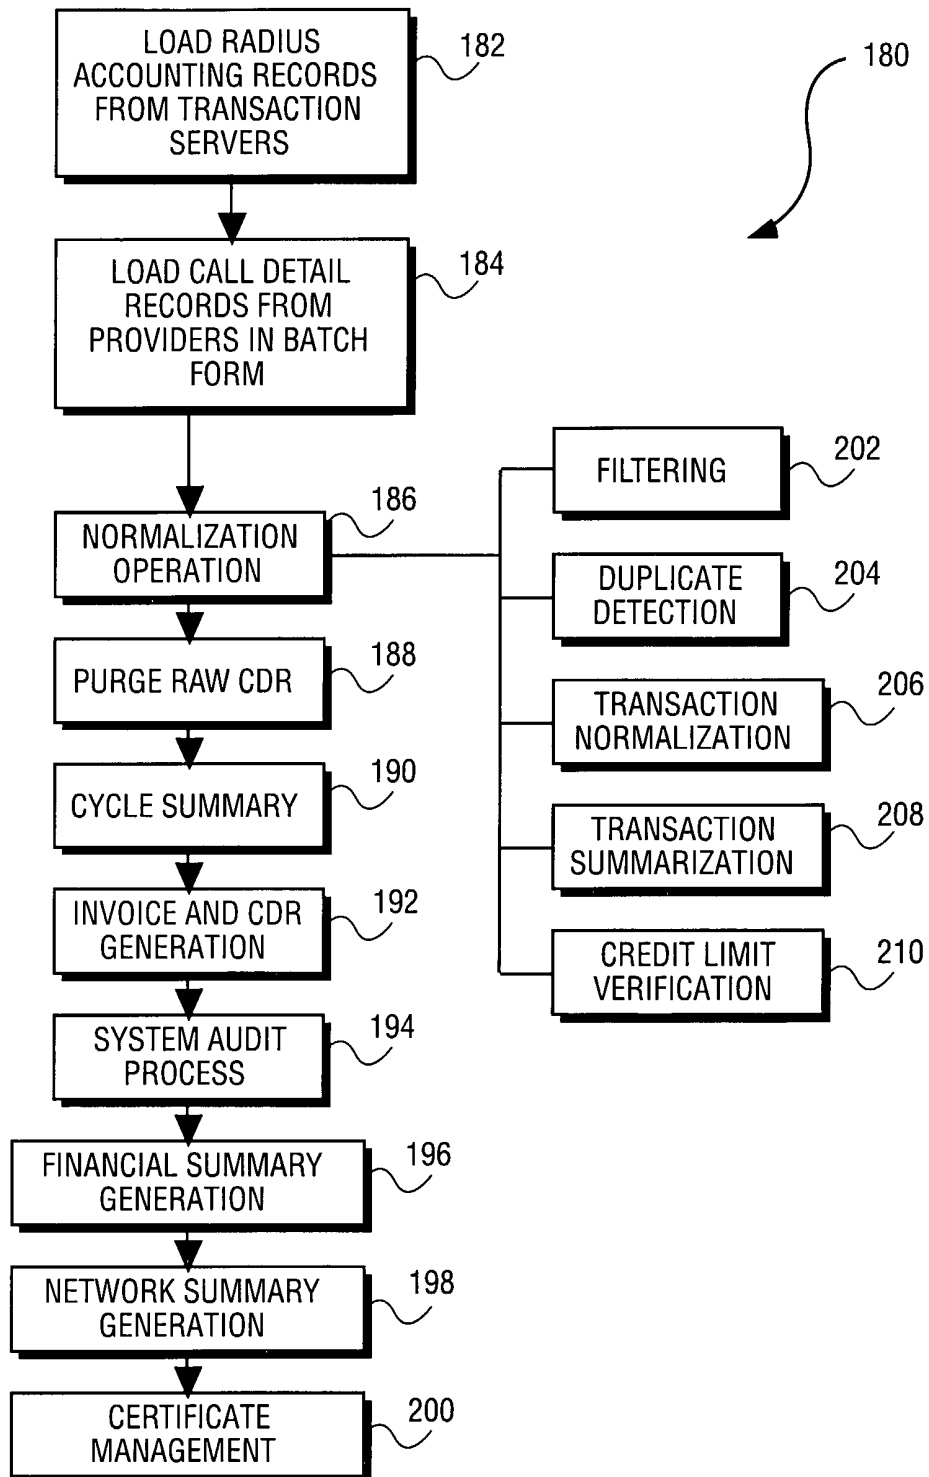 LOAD RADIUS
ACCOUNTING RECORDS
FROM TRANSACTION
SERVERS
182
180
LOAD CALL DETAIL
RECORDS FROM
PROVIDERS IN BATCH
FORM
184
NORMALIZATION
OPERATION
186
PURGE RAW CDR
188
CYCLE SUMMARY
190
INVOICE AND CDR
GENERATION
192
SYSTEM AUDIT
PROCESS
194
FINANCIAL SUMMARY
GENERATION
196
NETWORK SUMMARY
GENERATION
198
CERTIFICATE
MANAGEMENT
200
FILTERING
202
DUPLICATE
DETECTION
204
TRANSACTION
NORMALIZATION
206
TRANSACTION
SUMMARIZATION
208
CREDIT LIMIT
VERIFICATION
210